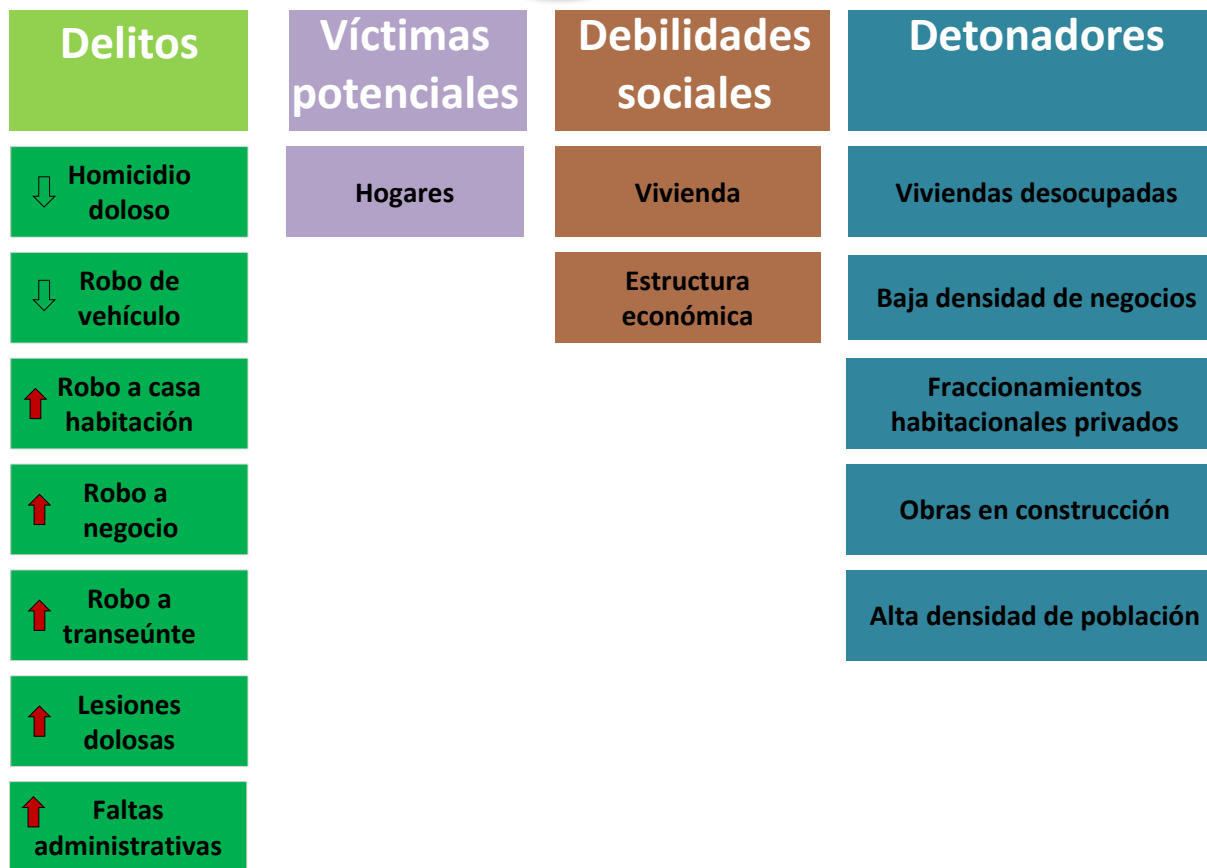 Delitos
Homicidio
doloso
Robo de
vehículo
Robo a casa
habitación
Robo a
negocio
Robo a
transeúnte
Lesiones
dolosas
Faltas
administrativas
Víctimas
potenciales
Hogares
Debilidades
sociales
Vivienda
Estructura
económica
Detonadores
Viviendas desocupadas
Baja densidad de negocios
Fraccionamientos
habitacionales privados
Obras en construcción
Alta densidad de población